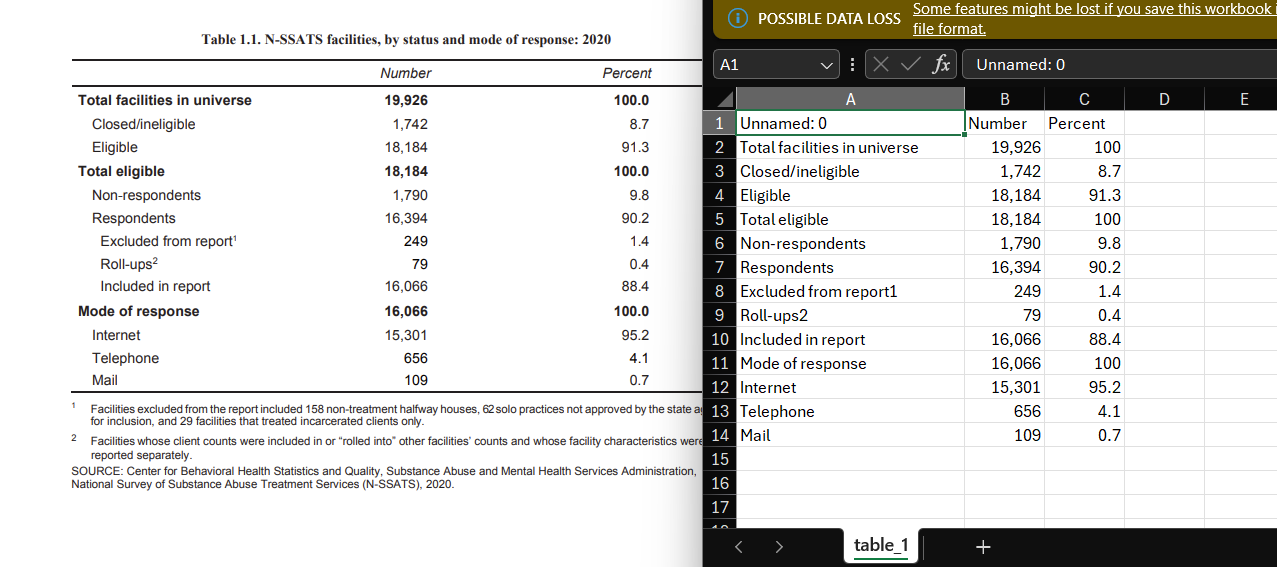 Table 1.1. N-SSATS facilities, by status and mode of response: 2020
Number Percent
Total facilities in universe 19,926 100.0
Closed/ineligible 1,742 8.7
Eligible 18,184 91.3
Total eligible 18,184 100.0
Non-respondents 1,790 9.8
Respondents 16,394 90.2
Excluded from report¹ 249 1.4
Roll-ups² 79 0.4
Included in report 16,066 88.4
Mode of response 16,066 100.0
Internet 15,301 95.2
Telephone 656 4.1
Mail 109 0.7
1 Facilities excluded from the report included 158 non-treatment halfway houses, 62 solo practices not approved by the state
for inclusion, and 29 facilities that treated incarcerated clients only.
2 Facilities whose client counts were included in or “rolled into” other facilities’ counts and whose facility characteristics were
reported separately.
SOURCE: Center for Behavioral Health Statistics and Quality, Substance Abuse and Mental Health Services Administration,
National Survey of Substance Abuse Treatment Services (N-SSATS), 2020.
POSSIBLE DATA LOSS Some features might be lost if you save this workbook
file format.
A1 fx Unnamed: 0
A B C D E
1 Unnamed: 0 Number Percent
2 Total facilities in universe 19,926 100
3 Closed/ineligible 1,742 8.7
4 Eligible 18,184 91.3
5 Total eligible 18,184 100
6 Non-respondents 1,790 9.8
7 Respondents 16,394 90.2
8 Excluded from report1 249 1.4
9 Roll-ups2 79 0.4
10 Included in report 16,066 88.4
11 Mode of response 16,066 100
12 Internet 15,301 95.2
13 Telephone 656 4.1
14 Mail 109 0.7
15
16
17
table_1